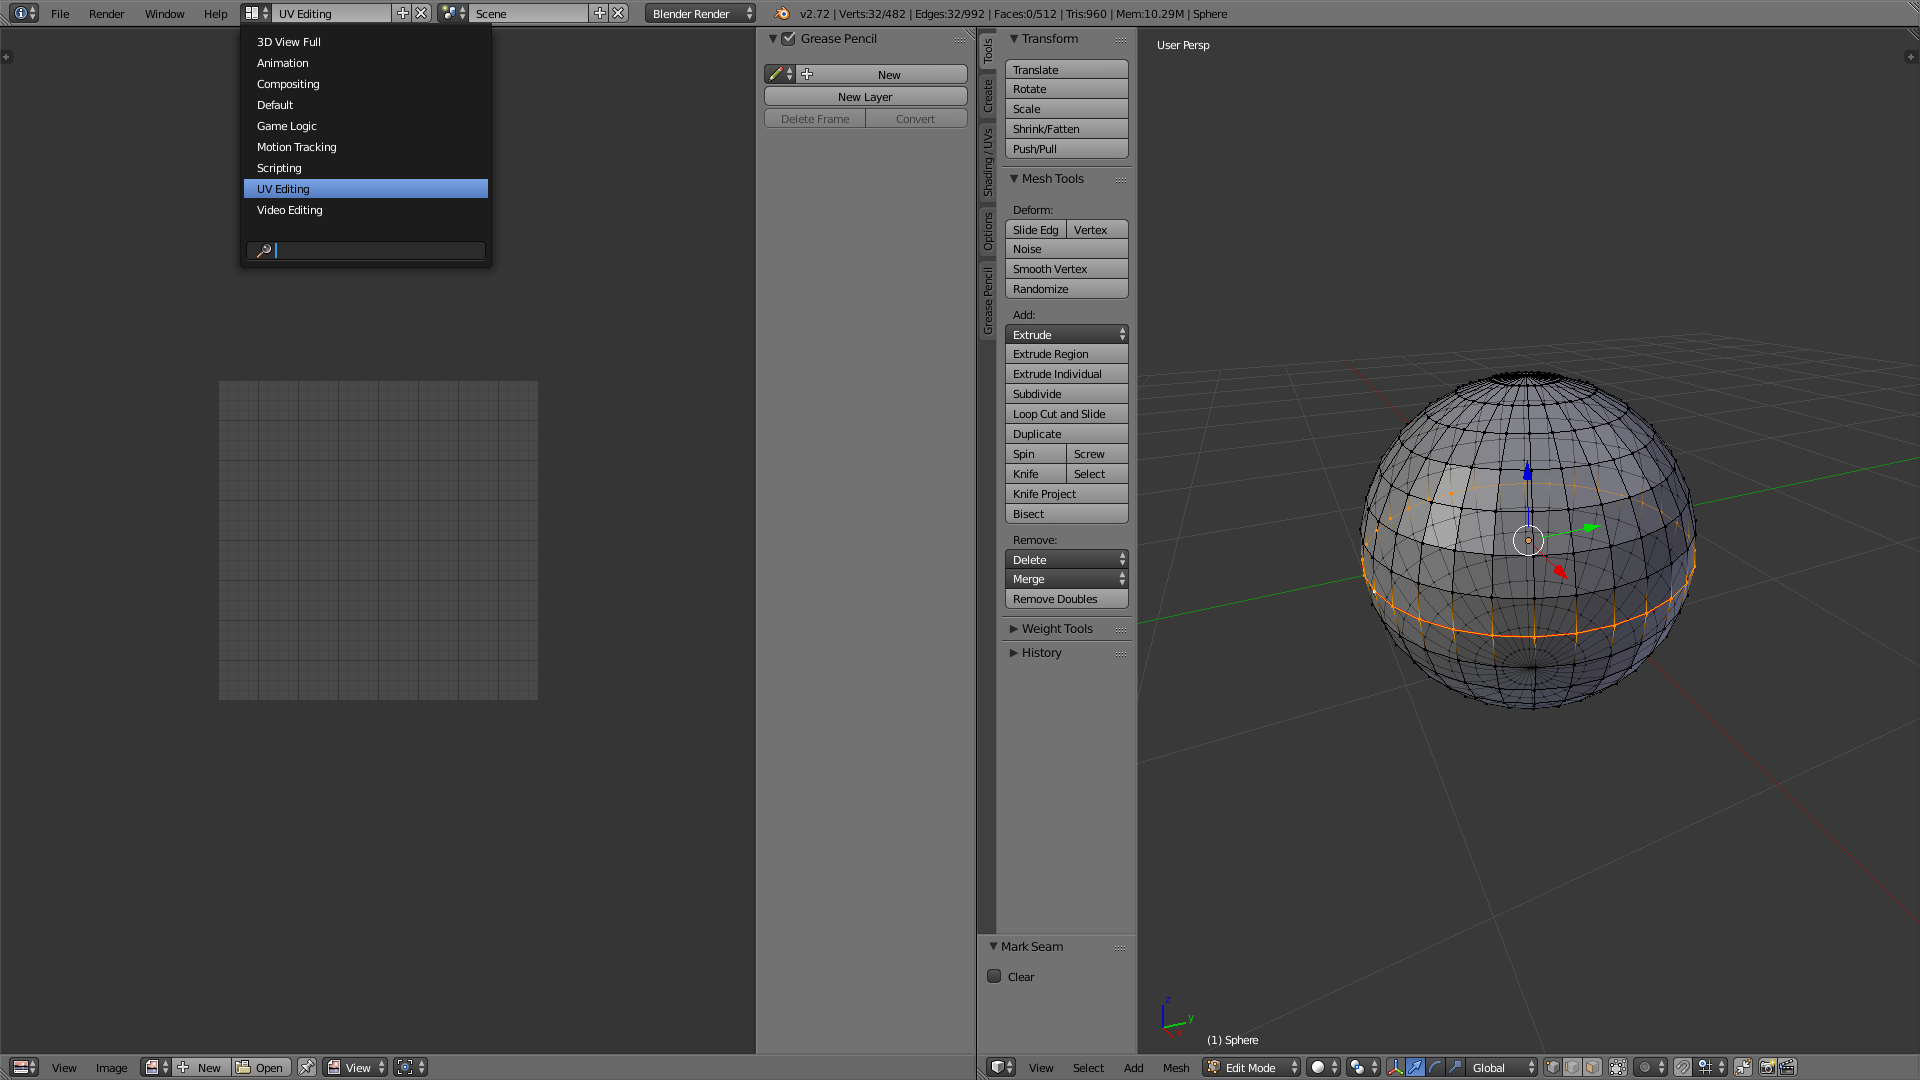 File Render Window Help UV Editing Scene Blender Render v2.72 | Verts:32/482 | Edges:32/992 | Faces:0/512 | Tris:960 | Mem:10.29M | Sphere
3D View Full
Animation
Compositing
Default
Game Logic
Motion Tracking
Scripting
UV Editing
Video Editing
Grease Pencil
New
New Layer
Delete Frame Convert
Tools
Create
Shading / UVs
Options
Grease Pencil
Transform
Translate
Rotate
Scale
Shrink/Fatten
Push/Pull
Mesh Tools
Deform:
Slide Edg Vertex
Noise
Smooth Vertex
Randomize
Add:
Extrude
Extrude Region
Extrude Individual
Subdivide
Loop Cut and Slide
Duplicate
Spin Screw
Knife Select
Knife Project
Bisect
Remove:
Delete
Merge
Remove Doubles
Weight Tools
History
Mark Seam
Clear
User Persp
z
y
x
(1) Sphere
View Image New Open View
View Select Add Mesh Edit Mode Global